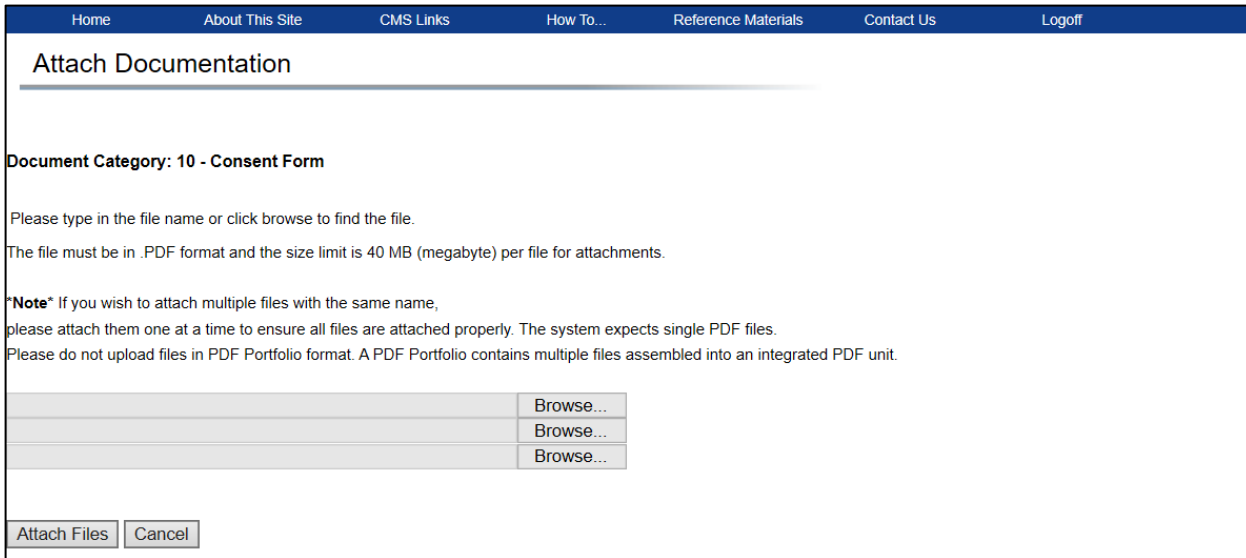 Home About This Site CMS Links How To... Reference Materials Contact Us Logoff
Attach Documentation
Document Category: 10 - Consent Form
Please type in the file name or click browse to find the file.
The file must be in .PDF format and the size limit is 40 MB (megabyte) per file for attachments.
*Note* If you wish to attach multiple files with the same name,
please attach them one at a time to ensure all files are attached properly. The system expects single PDF files.
Please do not upload files in PDF Portfolio format. A PDF Portfolio contains multiple files assembled into an integrated PDF unit.
Browse...
Browse...
Browse...
Attach Files Cancel